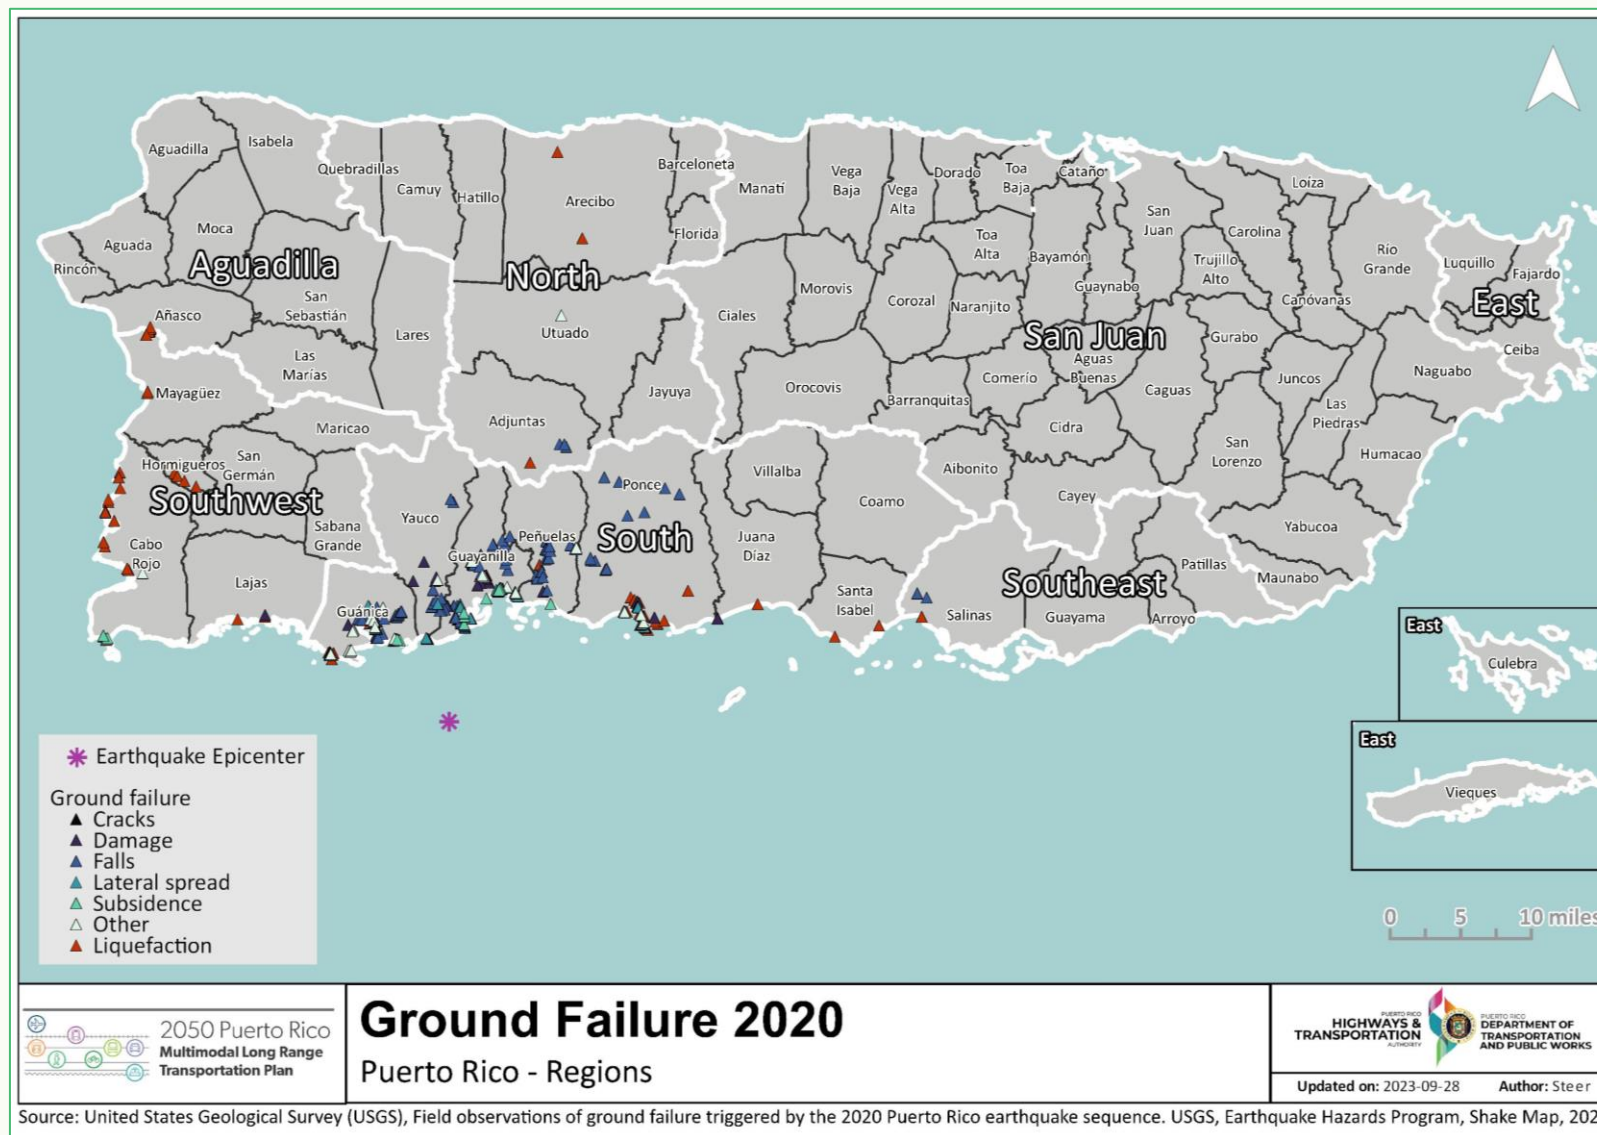 Aguadilla
Isabela
Quebradillas
Camuy
Hatillo
Arecibo
Barceloneta
Florida
Manatí
Vega
Baja
Vega
Alta
Dorado
Toa
Baja
Cataño
San
Juan
Loíza
Carolina
Toa
Alta
Bayamón
Guaynabo
Trujillo
Alto
Canóvanas
Río
Grande
Luquillo
Fajardo
East
Ceiba
Moca
Aguada
Rincón
Aguadilla
San
Sebastián
Añasco
Lares
Las
Marías
North
Utuado
Ciales
Morovis
Corozal
Naranjito
San Juan
Gurabo
Aguas
Buenas
Comerío
Caguas
Juncos
Naguabo
Las
Piedras
Humacao
Mayagüez
Maricao
Adjuntas
Jayuya
Orocovis
Barranquitas
Cidra
San
Lorenzo
Hormigueros
San
Germán
Southwest
Sabana
Grande
Cabo
Rojo
Lajas
Yauco
Guayanilla
Peñuelas
Guánica
Ponce
South
Villalba
Juana
Díaz
Coamo
Aibonito
Cayey
Yabucoa
Santa
Isabel
Salinas
Southeast
Guayama
Patillas
Arroyo
Maunabo
East
Culebra
East
Vieques
Earthquake Epicenter
Ground failure
Cracks
Damage
Falls
Lateral spread
Subsidence
Other
Liquefaction
0 5 10 miles
2050 Puerto Rico
Multimodal Long Range
Transportation Plan
Ground Failure 2020
Puerto Rico - Regions
PUERTO RICO
HIGHWAYS &
TRANSPORTATION
AUTHORITY
PUERTO RICO
DEPARTMENT OF
TRANSPORTATION
AND PUBLIC WORKS
Updated on: 2023-09-28 Author: Steer
Source: United States Geological Survey (USGS), Field observations of ground failure triggered by the 2020 Puerto Rico earthquake sequence. USGS, Earthquake Hazards Program, Shake Map, 202